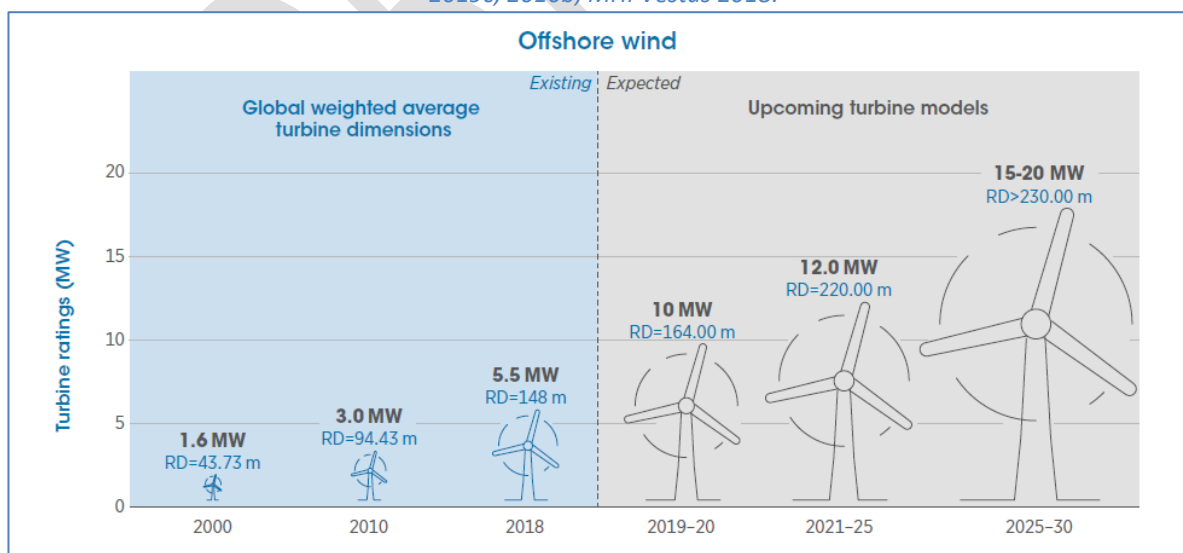 Offshore wind
Existing Expected
Global weighted average
turbine dimensions
Upcoming turbine models
Turbine ratings (MW)
20
15
10
5
0
1.6 MW
RD=43.73 m
3.0 MW
RD=94.43 m
5.5 MW
RD=148 m
10 MW
RD=164.00 m
12.0 MW
RD=220.00 m
15-20 MW
RD>230.00 m
2000
2010
2018
2019–20
2021–25
2025–30